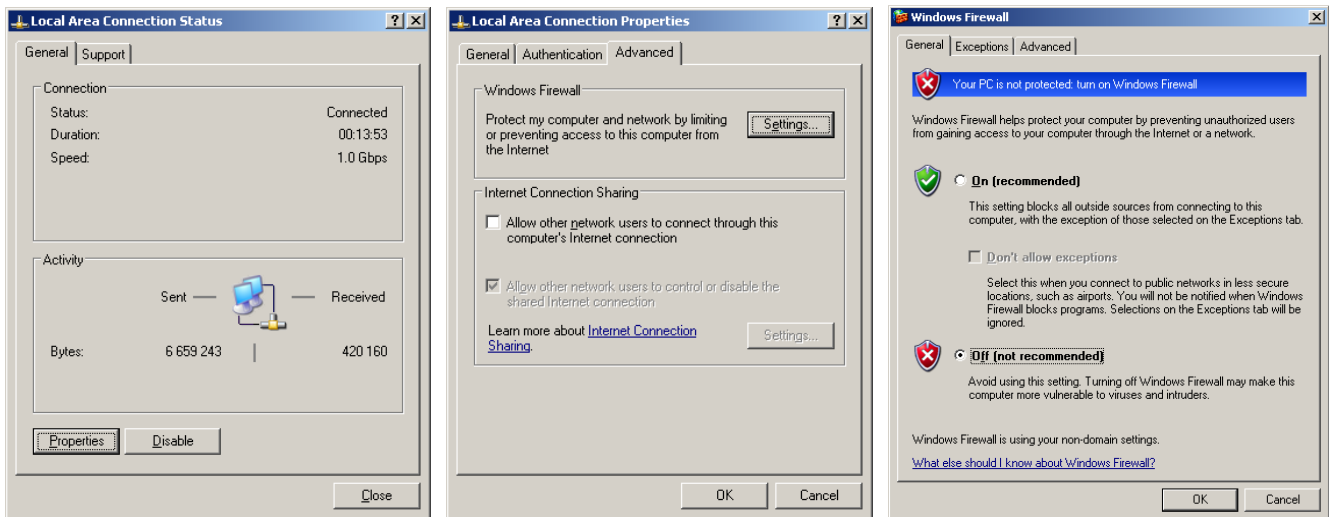 Local Area Connection Status
General Support
Connection
Status: Connected
Duration: 00:13:53
Speed: 1.0 Gbps
Activity
Sent Received
Bytes: 6 659 243 420 160
Properties Disable
Close
Local Area Connection Properties
General Authentication Advanced
Windows Firewall
Protect my computer and network by limiting
or preventing access to this computer from
the Internet
Settings...
Internet Connection Sharing
Allow other network users to connect through this
computer's Internet connection
Allow other network users to control or disable the
shared Internet connection
Learn more about Internet Connection
Sharing.
Settings...
OK Cancel
Windows Firewall
General Exceptions Advanced
Your PC is not protected: turn on Windows Firewall
Windows Firewall helps protect your computer by preventing unauthorized users
from gaining access to your computer through the Internet or a network.
On (recommended)
This setting blocks all outside sources from connecting to this
computer, with the exception of those selected on the Exceptions tab.
Don't allow exceptions
Select this when you connect to public networks in less secure
locations, such as airports. You will not be notified when Windows
Firewall blocks programs. Selections on the Exceptions tab will be
ignored.
Off (not recommended)
Avoid using this setting. Turning off Windows Firewall may make this
computer more vulnerable to viruses and intruders.
Windows Firewall is using your non-domain settings.
What else should I know about Windows Firewall?
OK Cancel